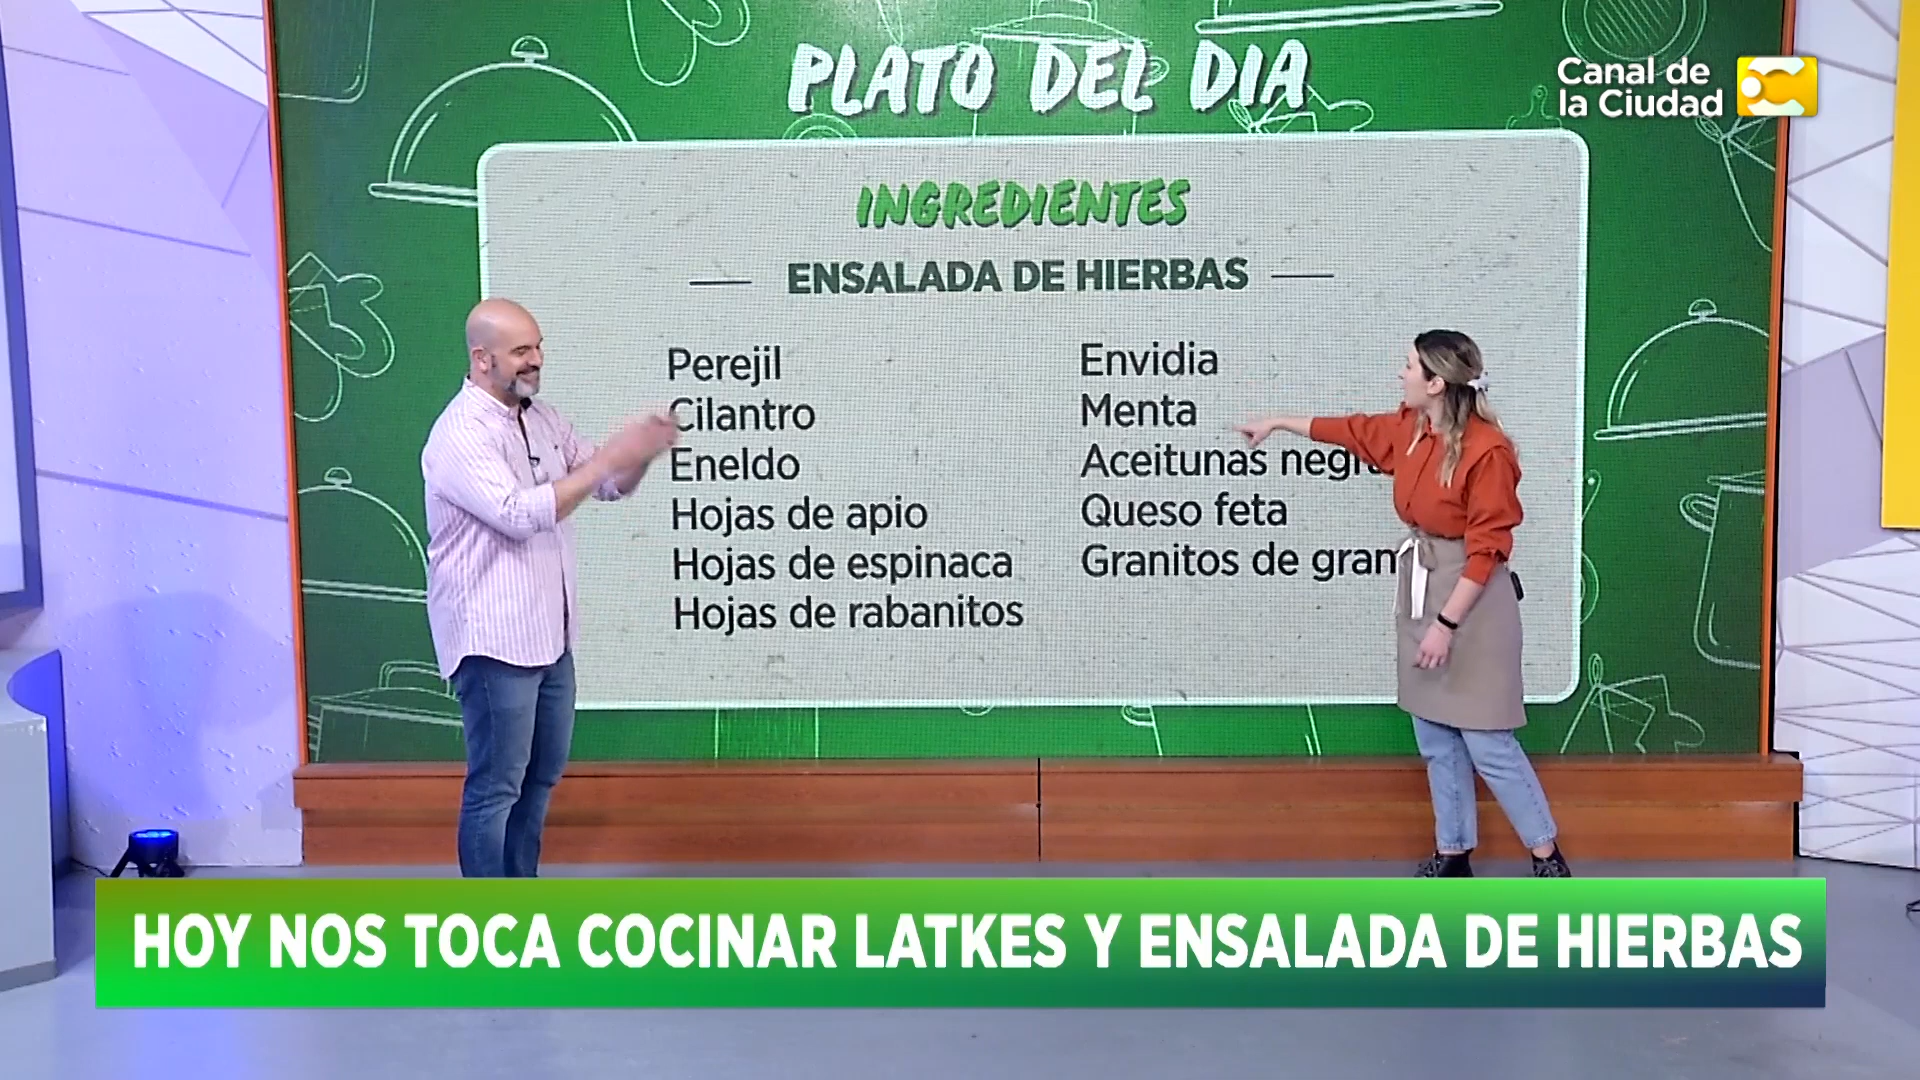 PLATO DEL DIA
Canal de
la Ciudad
INGREDIENTES
ENSALADA DE HIERBAS
Perejil
Cilantro
Eneldo
Hojas de apio
Hojas de espinaca
Hojas de rabanitos
Envidia
Menta
Aceitunas
Queso feta
Granitos de
HOY NOS TOCA COCINAR LATKES Y ENSALADA DE HIERBAS